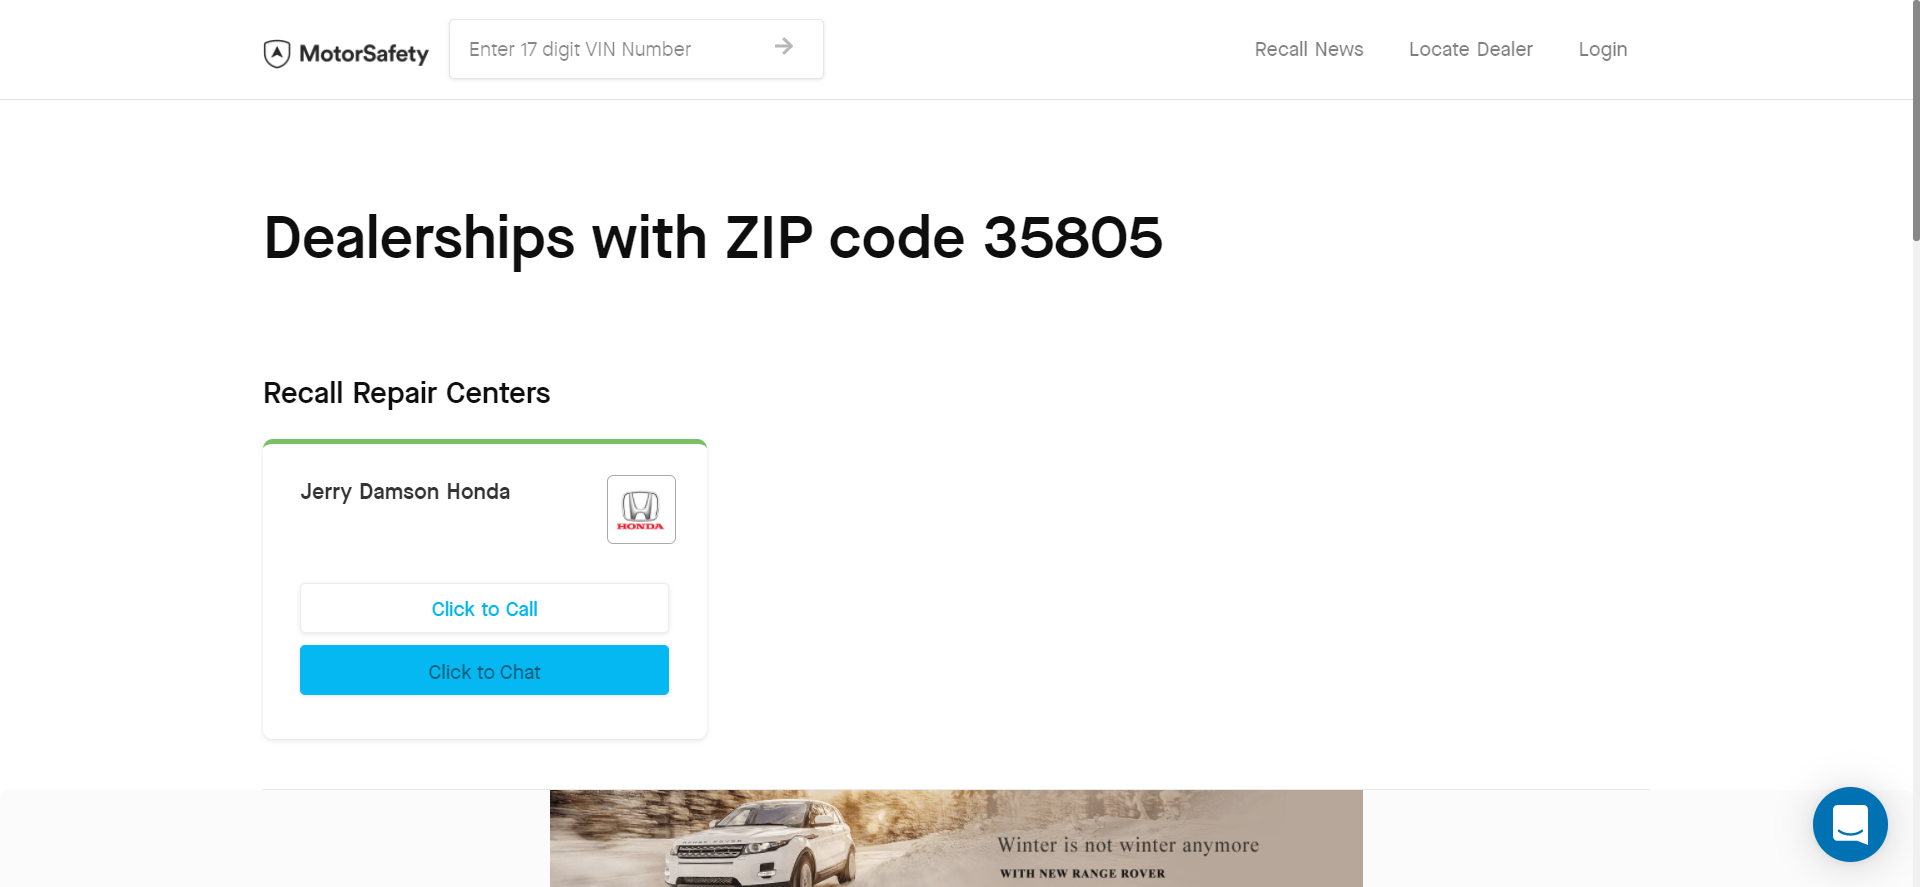 MotorSafety
Enter 17 digit VIN Number
Recall News
Locate Dealer
Login
Dealerships with ZIP code 35805
Recall Repair Centers
Jerry Damson Honda
HONDA
Click to Call
Click to Chat
RANGE ROVER
Winter is not winter anymore
WITH NEW RANGE ROVER